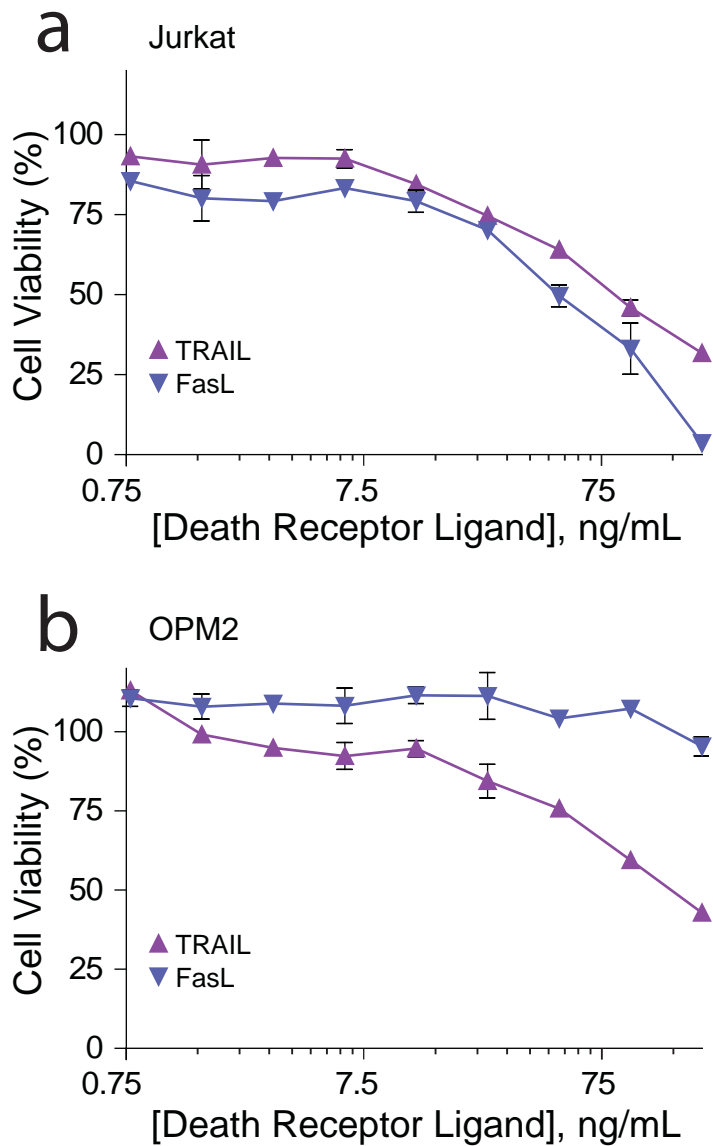 a
Jurkat
Cell Viability (%)
100
75
50
25
0
TRAIL
FasL
0.75
7.5
75
[Death Receptor Ligand], ng/mL
b
OPM2
Cell Viability (%)
100
75
50
25
0
TRAIL
FasL
0.75
7.5
75
[Death Receptor Ligand], ng/mL